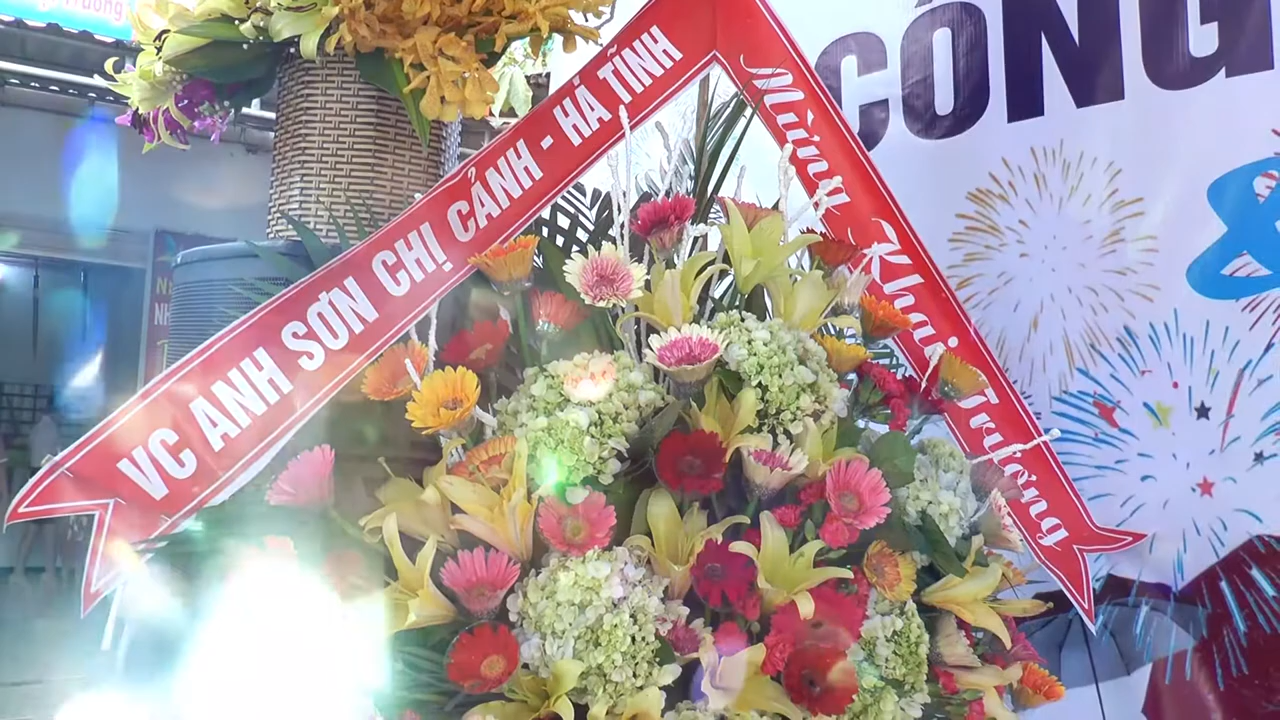 VC ANH SƠN CHỊ CẢNH - HÀ TĨNH
Mừng Khai Trương
CÔNG